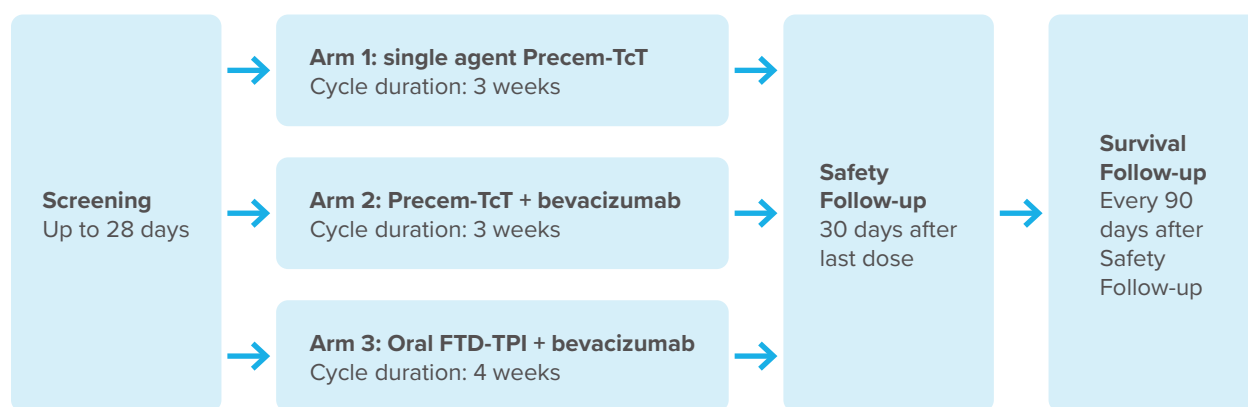 Screening
Up to 28 days
Arm 1: single agent Precem-TcT
Cycle duration: 3 weeks
Arm 2: Precem-TcT + bevacizumab
Cycle duration: 3 weeks
Arm 3: Oral FTD-TPI + bevacizumab
Cycle duration: 4 weeks
Safety
Follow-up
30 days after
last dose
Survival
Follow-up
Every 90
days after
Safety
Follow-up